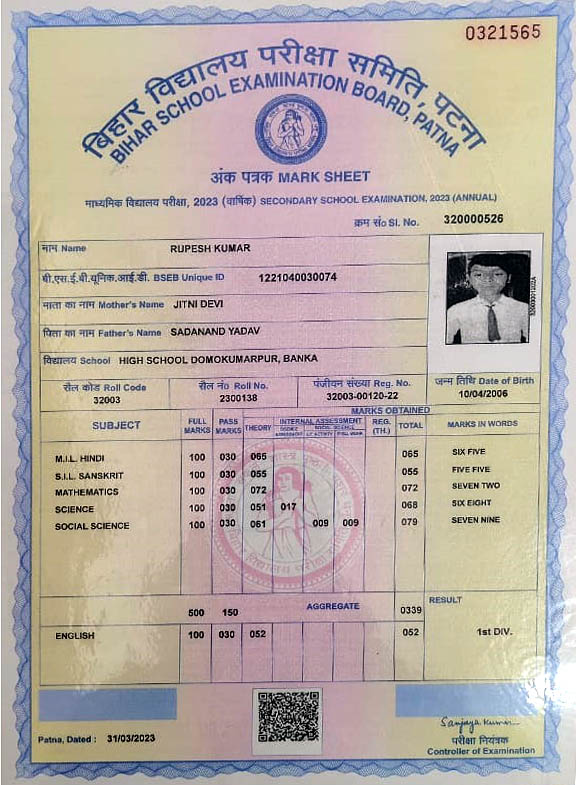 0321565
बिहार विद्यालय परीक्षा समिति, पटना
BIHAR SCHOOL EXAMINATION BOARD, PATNA
अंक पत्रक MARK SHEET
माध्यमिक विद्यालय परीक्षा, 2023 (वार्षिक) SECONDARY SCHOOL EXAMINATION, 2023 (ANNUAL)
क्रम सं० Sl. No. 320000526
नाम Name RUPESH KUMAR
बी.एस.ई.बी.यूनिक.आई.डी. BSEB Unique ID 1221040030074
माता का नाम Mother's Name JITNI DEVI
पिता का नाम Father's Name SADANAND YADAV
विद्यालय School HIGH SCHOOL DOMOKUMARPUR, BANKA
रौल कोड Roll Code रौल नं० Roll No. पंजीयन संख्या Reg. No. जन्म तिथि Date of Birth
32003 2300138 32003-00120-22 10/04/2006
MARKS OBTAINED
SUBJECT FULL MARKS PASS MARKS THEORY INTERNAL ASSESSMENT REG. (TH.) TOTAL MARKS IN WORDS
M.I.L. HINDI 100 030 065 065 SIX FIVE
S.I.L. SANSKRIT 100 030 055 055 FIVE FIVE
MATHEMATICS 100 030 072 072 SEVEN TWO
SCIENCE 100 030 051 017 068 SIX EIGHT
SOCIAL SCIENCE 100 030 061 009 009 079 SEVEN NINE
500 150 AGGREGATE 0339 RESULT
ENGLISH 100 030 052 052 1st DIV.
Patna, Dated : 31/03/2023
Sanjaya Kumar
परीक्षा नियंत्रक
Controller of Examination